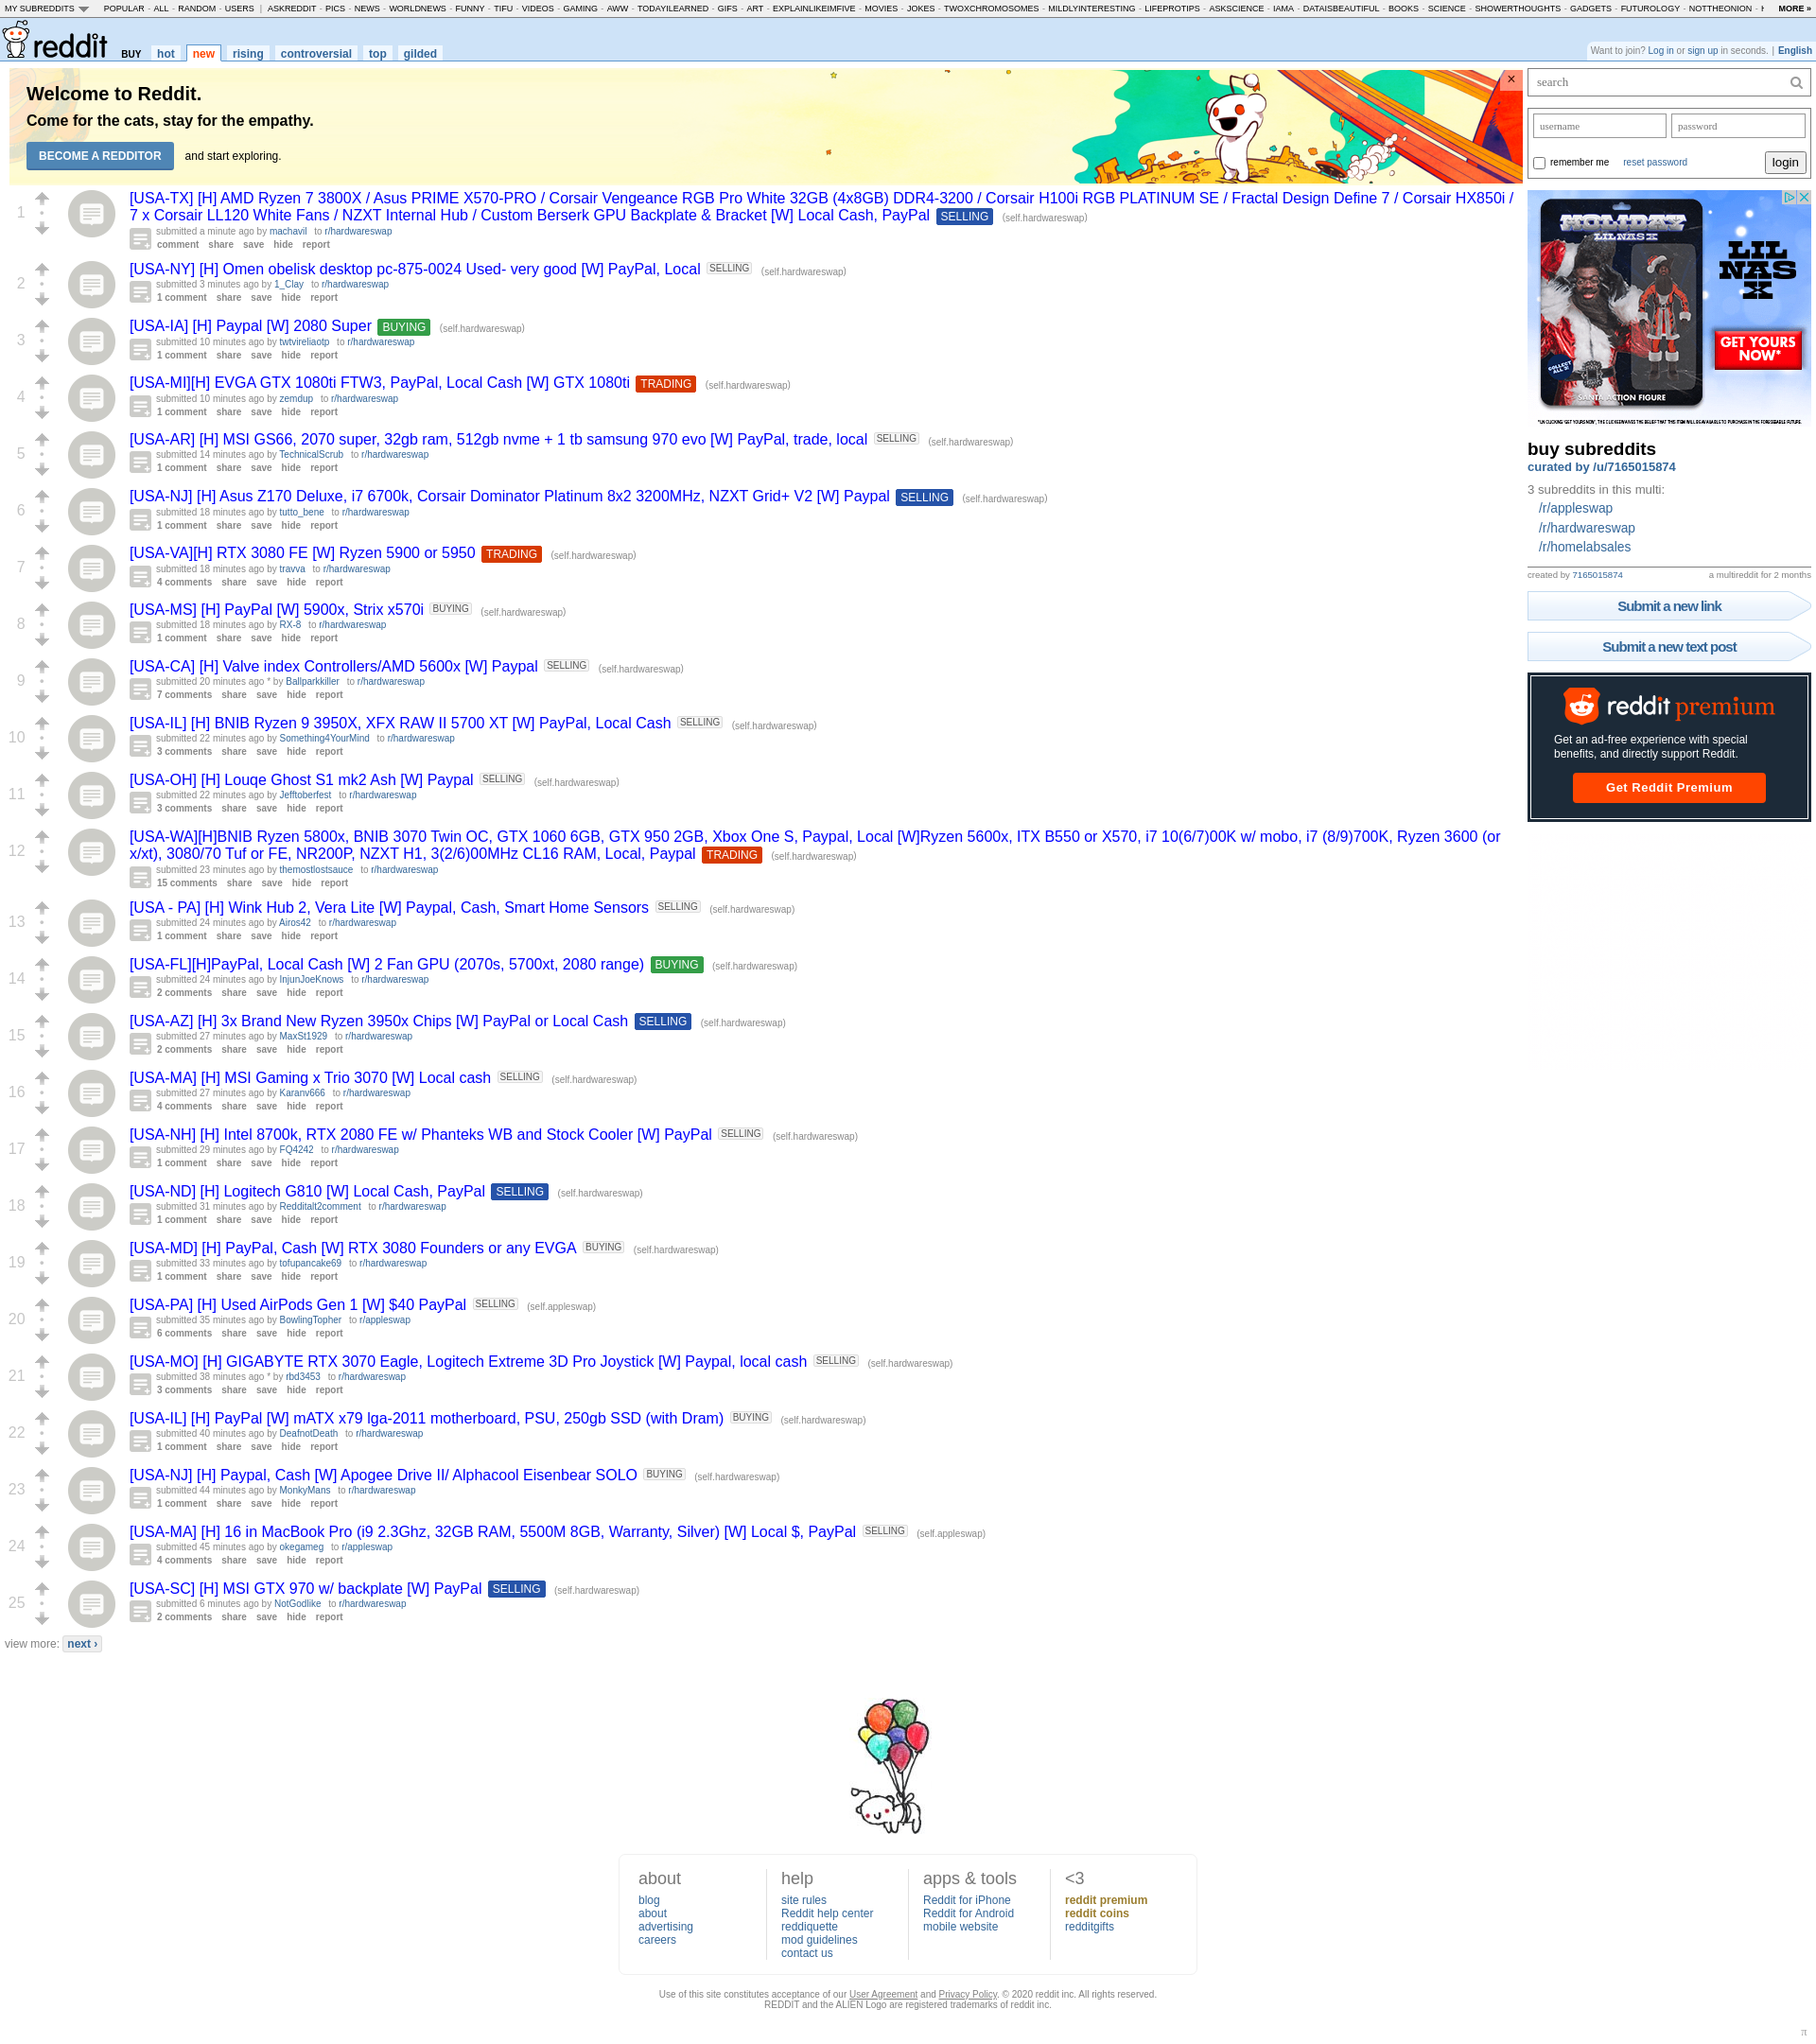 MY SUBREDDITS POPULAR - ALL - RANDOM - USERS | ASKREDDIT - PICS - NEWS - WORLDNEWS - FUNNY - TIFU - VIDEOS - GAMING - AWW - TODAYILEARNED - GIFS - ART - EXPLAINLIKEIMFIVE - MOVIES - JOKES - TWOXCHROMOSOMES - MILDLYINTERESTING - LIFEPROTIPS - ASKSCIENCE - IAMA - DATAISBEAUTIFUL - BOOKS - SCIENCE - SHOWERTHOUGHTS - GADGETS - FUTUROLOGY - NOTTHEONION - MORE »
reddit BUY hot new rising controversial top gilded
Want to join? Log in or sign up in seconds. | English
Welcome to Reddit.
Come for the cats, stay for the empathy.
BECOME A REDDITOR and start exploring.
1
[USA-TX] [H] AMD Ryzen 7 3800X / Asus PRIME X570-PRO / Corsair Vengeance RGB Pro White 32GB (4x8GB) DDR4-3200 / Corsair H100i RGB PLATINUM SE / Fractal Design Define 7 / Corsair HX850i /
7 x Corsair LL120 White Fans / NZXT Internal Hub / Custom Berserk GPU Backplate & Bracket [W] Local Cash, PayPal SELLING (self.hardwareswap)
submitted a minute ago by machavil to r/hardwareswap
comment share save hide report
2
[USA-NY] [H] Omen obelisk desktop pc-875-0024 Used- very good [W] PayPal, Local SELLING (self.hardwareswap)
submitted 3 minutes ago by 1_Clay to r/hardwareswap
1 comment share save hide report
3
[USA-IA] [H] Paypal [W] 2080 Super BUYING (self.hardwareswap)
submitted 10 minutes ago by twtvireliaotp to r/hardwareswap
1 comment share save hide report
4
[USA-MI][H] EVGA GTX 1080ti FTW3, PayPal, Local Cash [W] GTX 1080ti TRADING (self.hardwareswap)
submitted 10 minutes ago by zemdup to r/hardwareswap
1 comment share save hide report
5
[USA-AR] [H] MSI GS66, 2070 super, 32gb ram, 512gb nvme + 1 tb samsung 970 evo [W] PayPal, trade, local SELLING (self.hardwareswap)
submitted 14 minutes ago by TechnicalScrub to r/hardwareswap
1 comment share save hide report
6
[USA-NJ] [H] Asus Z170 Deluxe, i7 6700k, Corsair Dominator Platinum 8x2 3200MHz, NZXT Grid+ V2 [W] Paypal SELLING (self.hardwareswap)
submitted 18 minutes ago by tutto_bene to r/hardwareswap
1 comment share save hide report
7
[USA-VA][H] RTX 3080 FE [W] Ryzen 5900 or 5950 TRADING (self.hardwareswap)
submitted 18 minutes ago by travva to r/hardwareswap
4 comments share save hide report
8
[USA-MS] [H] PayPal [W] 5900x, Strix x570i BUYING (self.hardwareswap)
submitted 18 minutes ago by RX-8 to r/hardwareswap
1 comment share save hide report
9
[USA-CA] [H] Valve index Controllers/AMD 5600x [W] Paypal SELLING (self.hardwareswap)
submitted 20 minutes ago * by Ballparkkiller to r/hardwareswap
7 comments share save hide report
10
[USA-IL] [H] BNIB Ryzen 9 3950X, XFX RAW II 5700 XT [W] PayPal, Local Cash SELLING (self.hardwareswap)
submitted 22 minutes ago by Something4YourMind to r/hardwareswap
3 comments share save hide report
11
[USA-OH] [H] Louqe Ghost S1 mk2 Ash [W] Paypal SELLING (self.hardwareswap)
submitted 22 minutes ago by Jefftoberfest to r/hardwareswap
3 comments share save hide report
12
[USA-WA][H]BNIB Ryzen 5800x, BNIB 3070 Twin OC, GTX 1060 6GB, GTX 950 2GB, Xbox One S, Paypal, Local [W]Ryzen 5600x, ITX B550 or X570, i7 10(6/7)00K w/ mobo, i7 (8/9)700K, Ryzen 3600 (or
x/xt), 3080/70 Tuf or FE, NR200P, NZXT H1, 3(2/6)00MHz CL16 RAM, Local, Paypal TRADING (self.hardwareswap)
submitted 23 minutes ago by themostlostsauce to r/hardwareswap
15 comments share save hide report
13
[USA - PA] [H] Wink Hub 2, Vera Lite [W] Paypal, Cash, Smart Home Sensors SELLING (self.hardwareswap)
submitted 24 minutes ago by Airos42 to r/hardwareswap
1 comment share save hide report
14
[USA-FL][H]PayPal, Local Cash [W] 2 Fan GPU (2070s, 5700xt, 2080 range) BUYING (self.hardwareswap)
submitted 24 minutes ago by InjunJoeKnows to r/hardwareswap
2 comments share save hide report
15
[USA-AZ] [H] 3x Brand New Ryzen 3950x Chips [W] PayPal or Local Cash SELLING (self.hardwareswap)
submitted 27 minutes ago by MaxSt1929 to r/hardwareswap
2 comments share save hide report
16
[USA-MA] [H] MSI Gaming x Trio 3070 [W] Local cash SELLING (self.hardwareswap)
submitted 27 minutes ago by Karanv666 to r/hardwareswap
4 comments share save hide report
17
[USA-NH] [H] Intel 8700k, RTX 2080 FE w/ Phanteks WB and Stock Cooler [W] PayPal SELLING (self.hardwareswap)
submitted 29 minutes ago by FQ4242 to r/hardwareswap
1 comment share save hide report
18
[USA-ND] [H] Logitech G810 [W] Local Cash, PayPal SELLING (self.hardwareswap)
submitted 31 minutes ago by Redditalt2comment to r/hardwareswap
1 comment share save hide report
19
[USA-MD] [H] PayPal, Cash [W] RTX 3080 Founders or any EVGA BUYING (self.hardwareswap)
submitted 33 minutes ago by tofupancake69 to r/hardwareswap
1 comment share save hide report
20
[USA-PA] [H] Used AirPods Gen 1 [W] $40 PayPal SELLING (self.appleswap)
submitted 35 minutes ago by BowlingTopher to r/appleswap
6 comments share save hide report
21
[USA-MO] [H] GIGABYTE RTX 3070 Eagle, Logitech Extreme 3D Pro Joystick [W] Paypal, local cash SELLING (self.hardwareswap)
submitted 38 minutes ago * by rbd3453 to r/hardwareswap
3 comments share save hide report
22
[USA-IL] [H] PayPal [W] mATX x79 lga-2011 motherboard, PSU, 250gb SSD (with Dram) BUYING (self.hardwareswap)
submitted 40 minutes ago by DeafnotDeath to r/hardwareswap
1 comment share save hide report
23
[USA-NJ] [H] Paypal, Cash [W] Apogee Drive II/ Alphacool Eisenbear SOLO BUYING (self.hardwareswap)
submitted 44 minutes ago by MonkyMans to r/hardwareswap
1 comment share save hide report
24
[USA-MA] [H] 16 in MacBook Pro (i9 2.3Ghz, 32GB RAM, 5500M 8GB, Warranty, Silver) [W] Local $, PayPal SELLING (self.appleswap)
submitted 45 minutes ago by okegameg to r/appleswap
4 comments share save hide report
25
[USA-SC] [H] MSI GTX 970 w/ backplate [W] PayPal SELLING (self.hardwareswap)
submitted 6 minutes ago by NotGodlike to r/hardwareswap
2 comments share save hide report
view more: next ›
search
username password
remember me reset password login
HOLIDAY
LIL NAS X
LIL
NAS
X
GET YOURS
NOW*
COLLECT
ALL 3!
SANTA ACTION FIGURE
buy subreddits
curated by /u/7165015874
3 subreddits in this multi:
/r/appleswap
/r/hardwareswap
/r/homelabsales
created by 7165015874 a multireddit for 2 months
Submit a new link
Submit a new text post
reddit premium
Get an ad-free experience with special
benefits, and directly support Reddit.
Get Reddit Premium
about
blog
about
advertising
careers
help
site rules
Reddit help center
reddiquette
mod guidelines
contact us
apps & tools
Reddit for iPhone
Reddit for Android
mobile website
<3
reddit premium
reddit coins
redditgifts
Use of this site constitutes acceptance of our User Agreement and Privacy Policy. © 2020 reddit inc. All rights reserved.
REDDIT and the ALIEN Logo are registered trademarks of reddit inc.
π